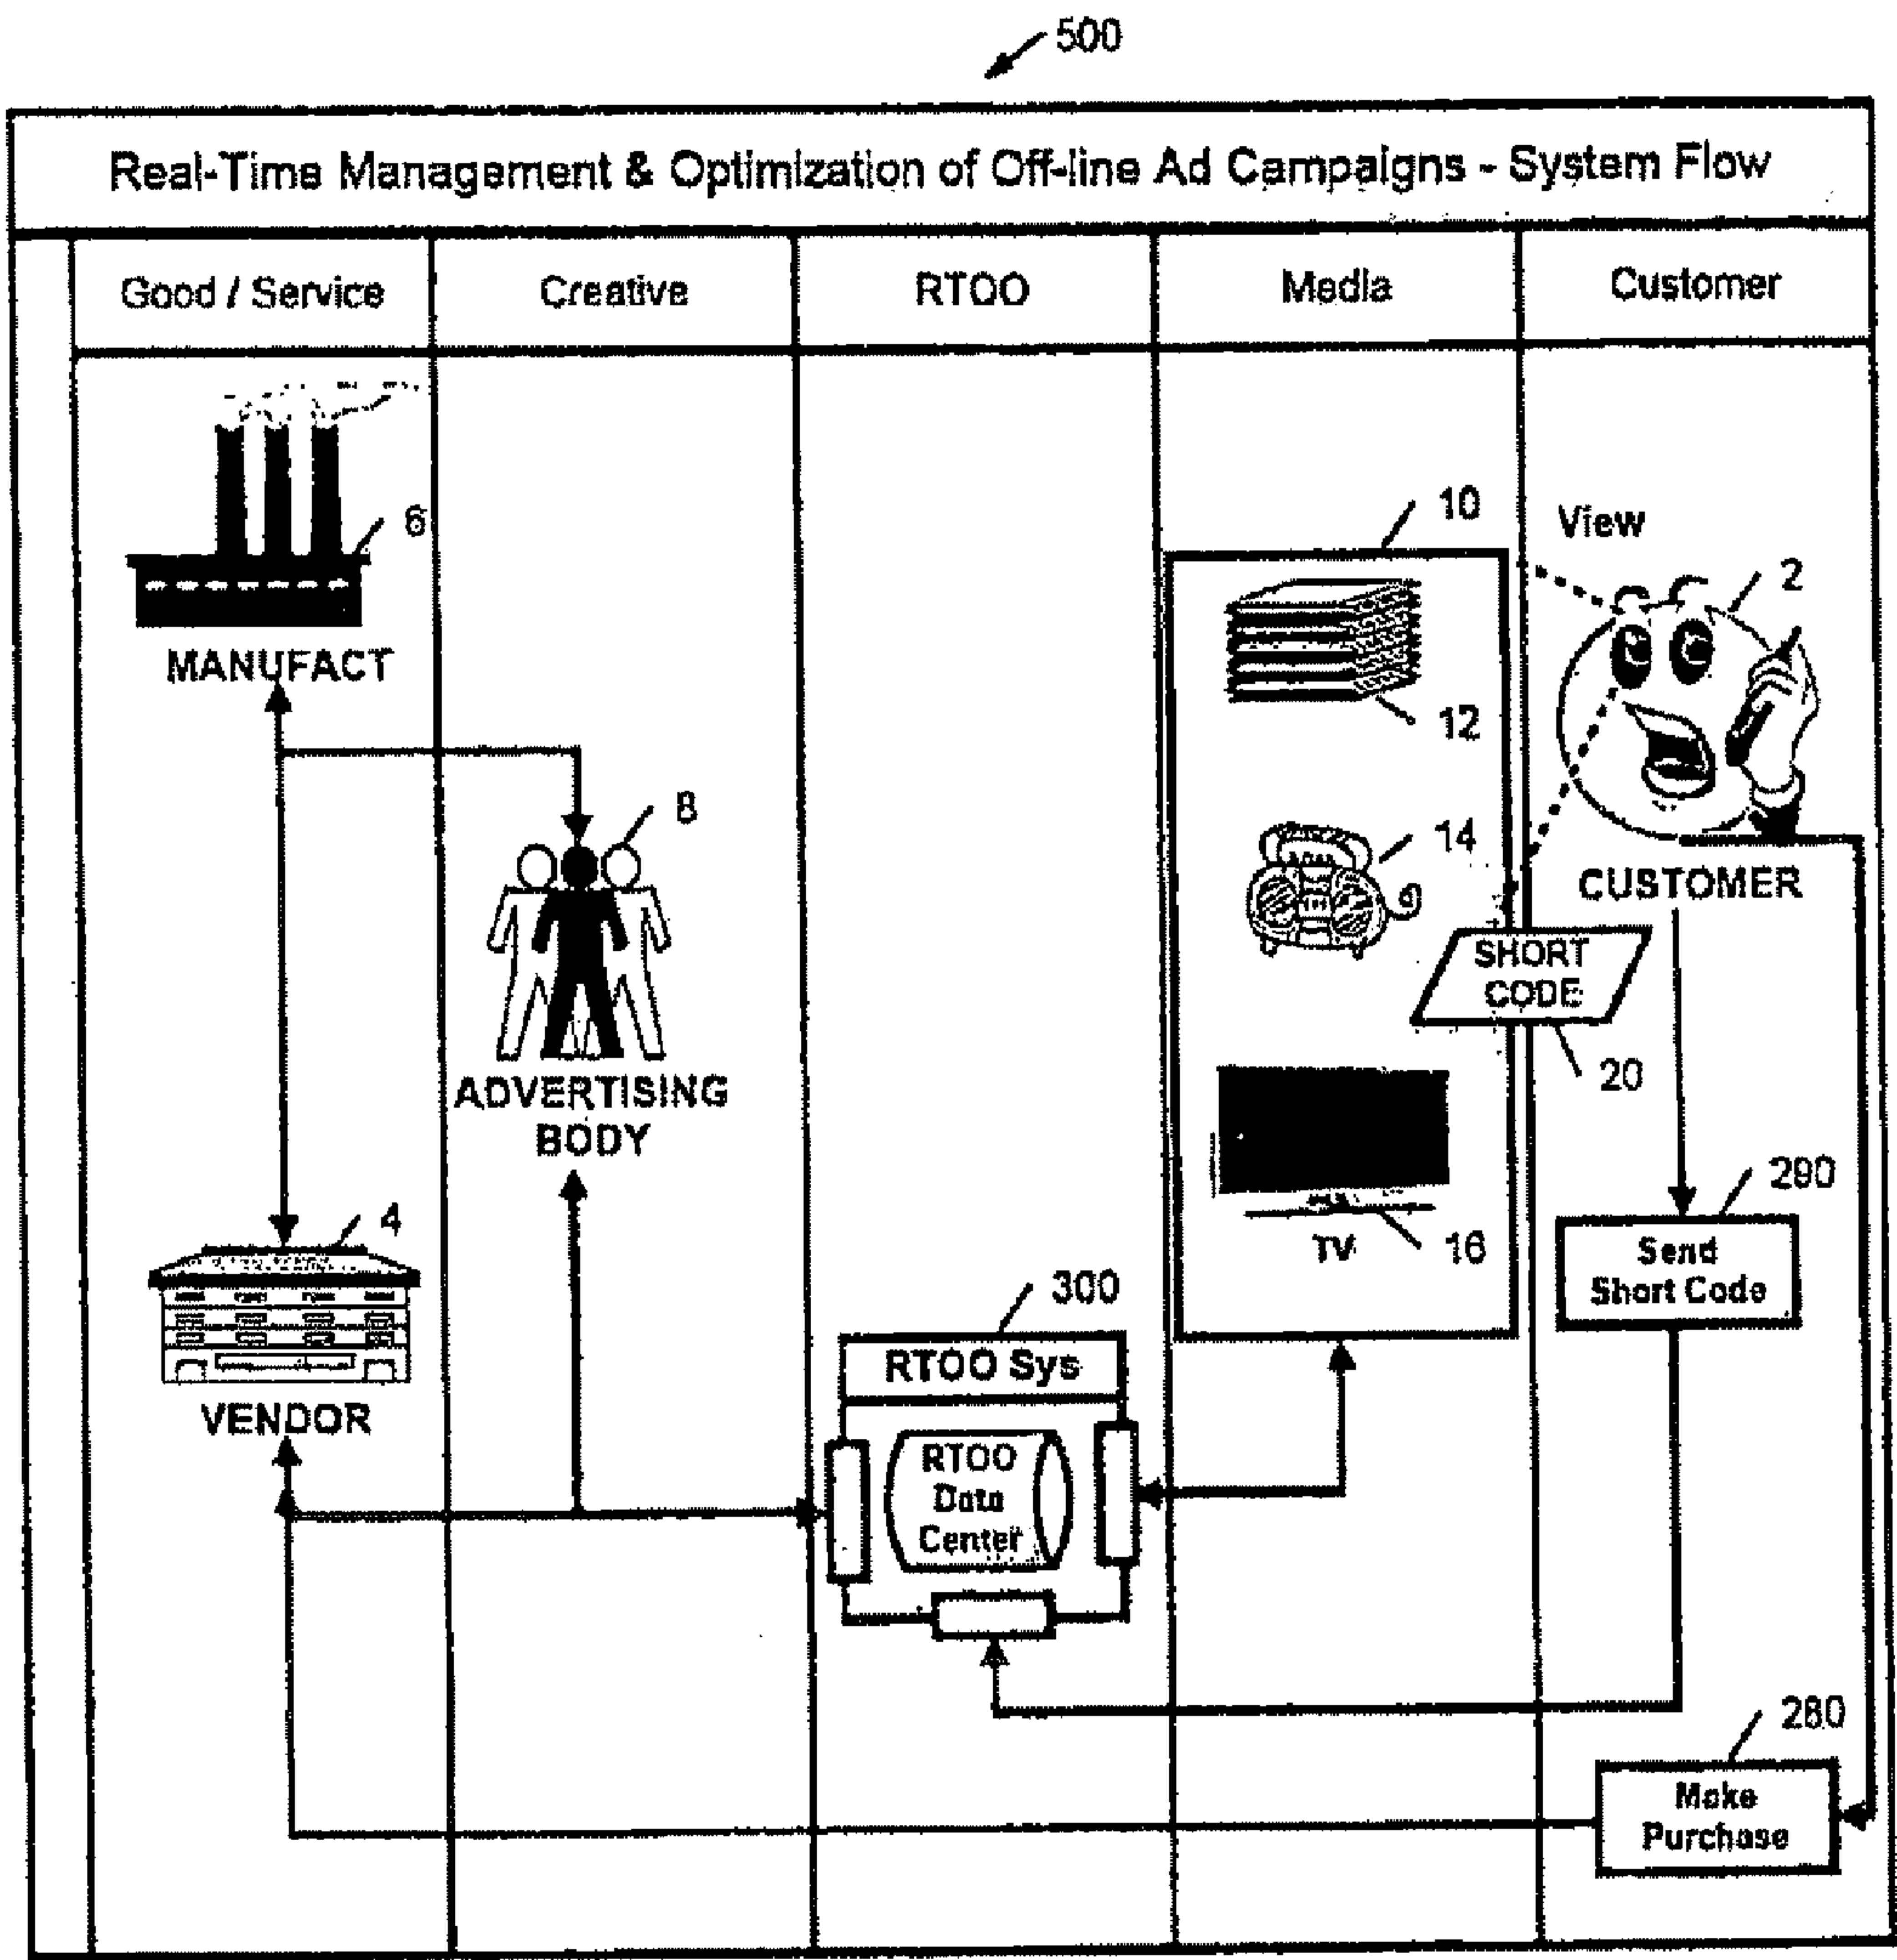 500
Real-Time Management & Optimization of Off-line Ad Campaigns - System Flow
Good / Service
Creative
RTOO
Media
Customer
6
MANUFACT
10
View
2
12
8
14
CUSTOMER
SHORT
CODE
20
ADVERTISING
BODY
4
TV
16
290
Send
Short Code
VENDOR
300
RTOO Sys
RTOO
Data
Center
280
Make
Purchase